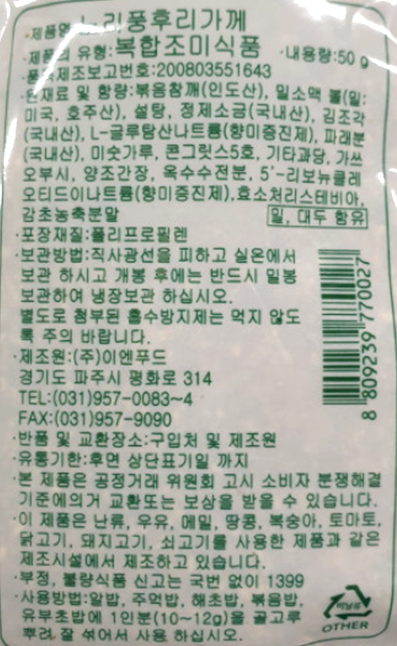 ·제품명:스리풍후리가께
·제품의 유형:복합조미식품 ·내용량:50 g
·품목제조보고번호:200803551643
·원재료 및 함량:볶음참깨(인도산), 밀소맥 뿔(밀:
미국, 호주산), 설탕, 정제소금(국내산), 김조각
(국내산), L-글루탐산나트륨(향미증진제), 파래분
(국내산), 미숫가루, 콘그릿스5호, 기타과당, 가쓰
오부시, 양조간장, 옥수수전분, 5'-리보뉴클레
오티드이나트륨(향미증진제),효소처리스테비아,
감초농축분말
밀, 대두 함유
·포장재질:폴리프로필렌
·보관방법:직사광선을 피하고 실온에서
보관 하시고 개봉 후에는 반드시 밀봉
보관하여 냉장보관 하십시오.
별도로 첨부된 흡수방지제는 먹지 않도
록 주의 바랍니다.
·제조원:(주)이엔푸드
경기도 파주시 평화로 314
TEL:(031)957-0083~4
FAX:(031)957-9090
·반품 및 교환장소:구입처 및 제조원
·유통기한:후면 상단표기일 까지
·본 제품은 공정거래 위원회 고시 소비자 분쟁해결
기준에의거 교환또는 보상을 받을 수 있습니다.
·이 제품은 난류, 우유, 메밀, 땅콩, 복숭아, 토마토,
닭고기, 돼지고기, 쇠고기를 사용한 제품과 같은
제조시설에서 제조하고 있습니다.
·부정, 불량식품 신고는 국번 없이 1399
·사용방법:알밥, 주먹밥, 해초밥, 볶음밥,
유부초밥에 1인분(10~12g)을 골고루
뿌려 잘 섞어서 사용 하십시오.
8 809239 770027
비닐류
OTHER